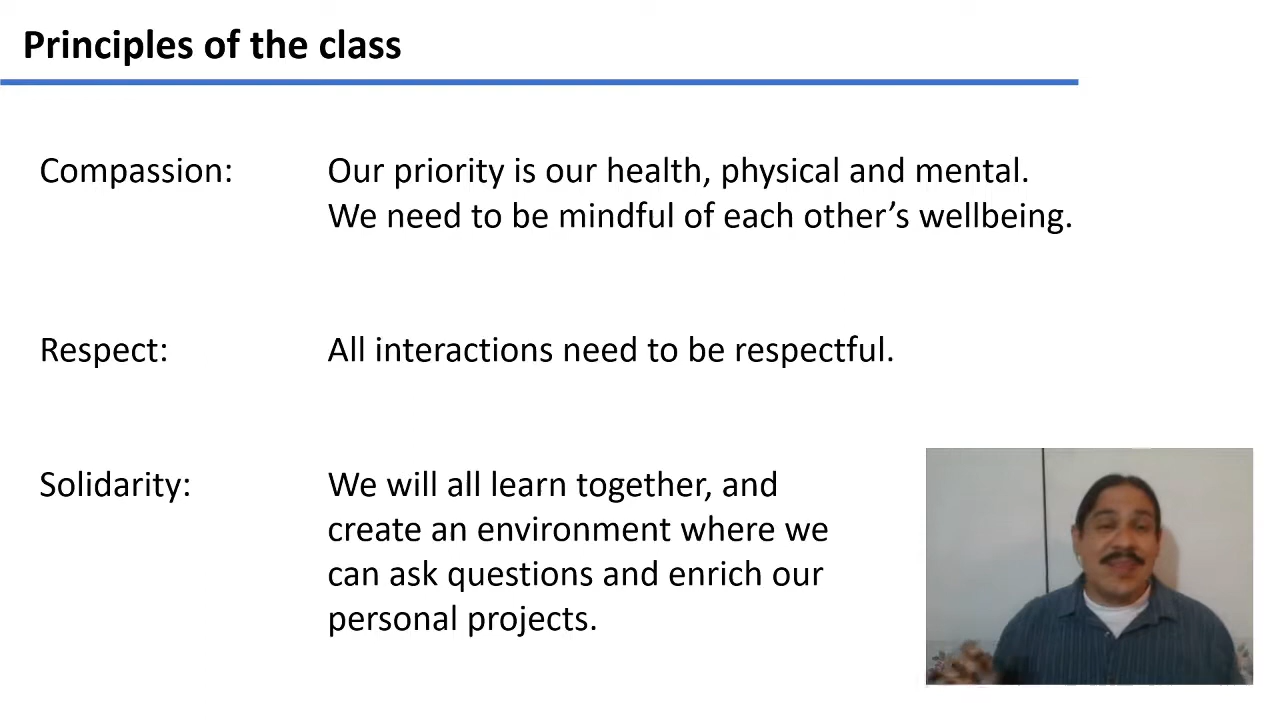 Principles of the class
Compassion: Our priority is our health, physical and mental.
We need to be mindful of each other’s wellbeing.
Respect: All interactions need to be respectful.
Solidarity: We will all learn together, and
create an environment where we
can ask questions and enrich our
personal projects.